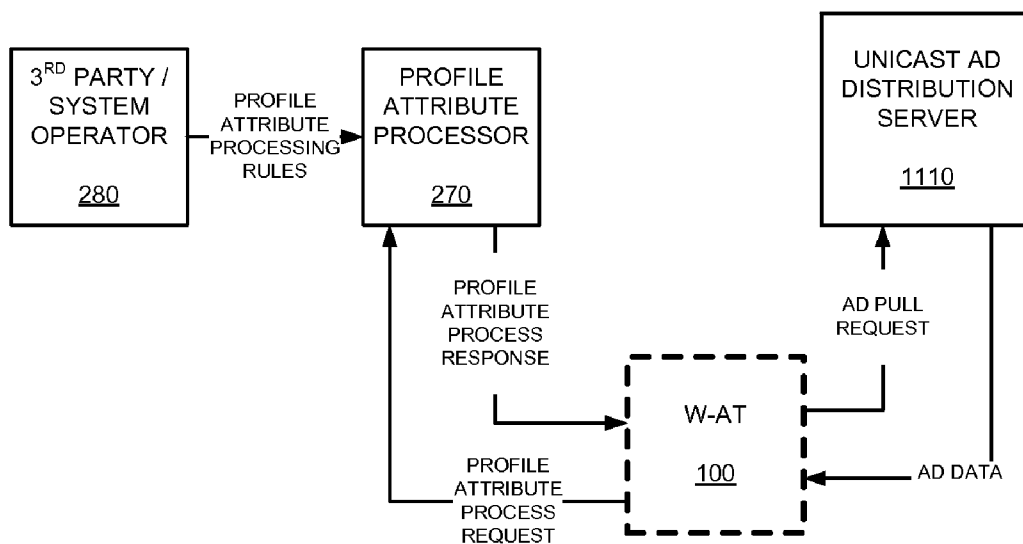 3RD PARTY /
SYSTEM
OPERATOR
280
PROFILE
ATTRIBUTE
PROCESSING
RULES
PROFILE
ATTRIBUTE
PROCESSOR
270
UNICAST AD
DISTRIBUTION
SERVER
1110
PROFILE
ATTRIBUTE
PROCESS
RESPONSE
AD PULL
REQUEST
W-AT
100
PROFILE
ATTRIBUTE
PROCESS
REQUEST
AD DATA